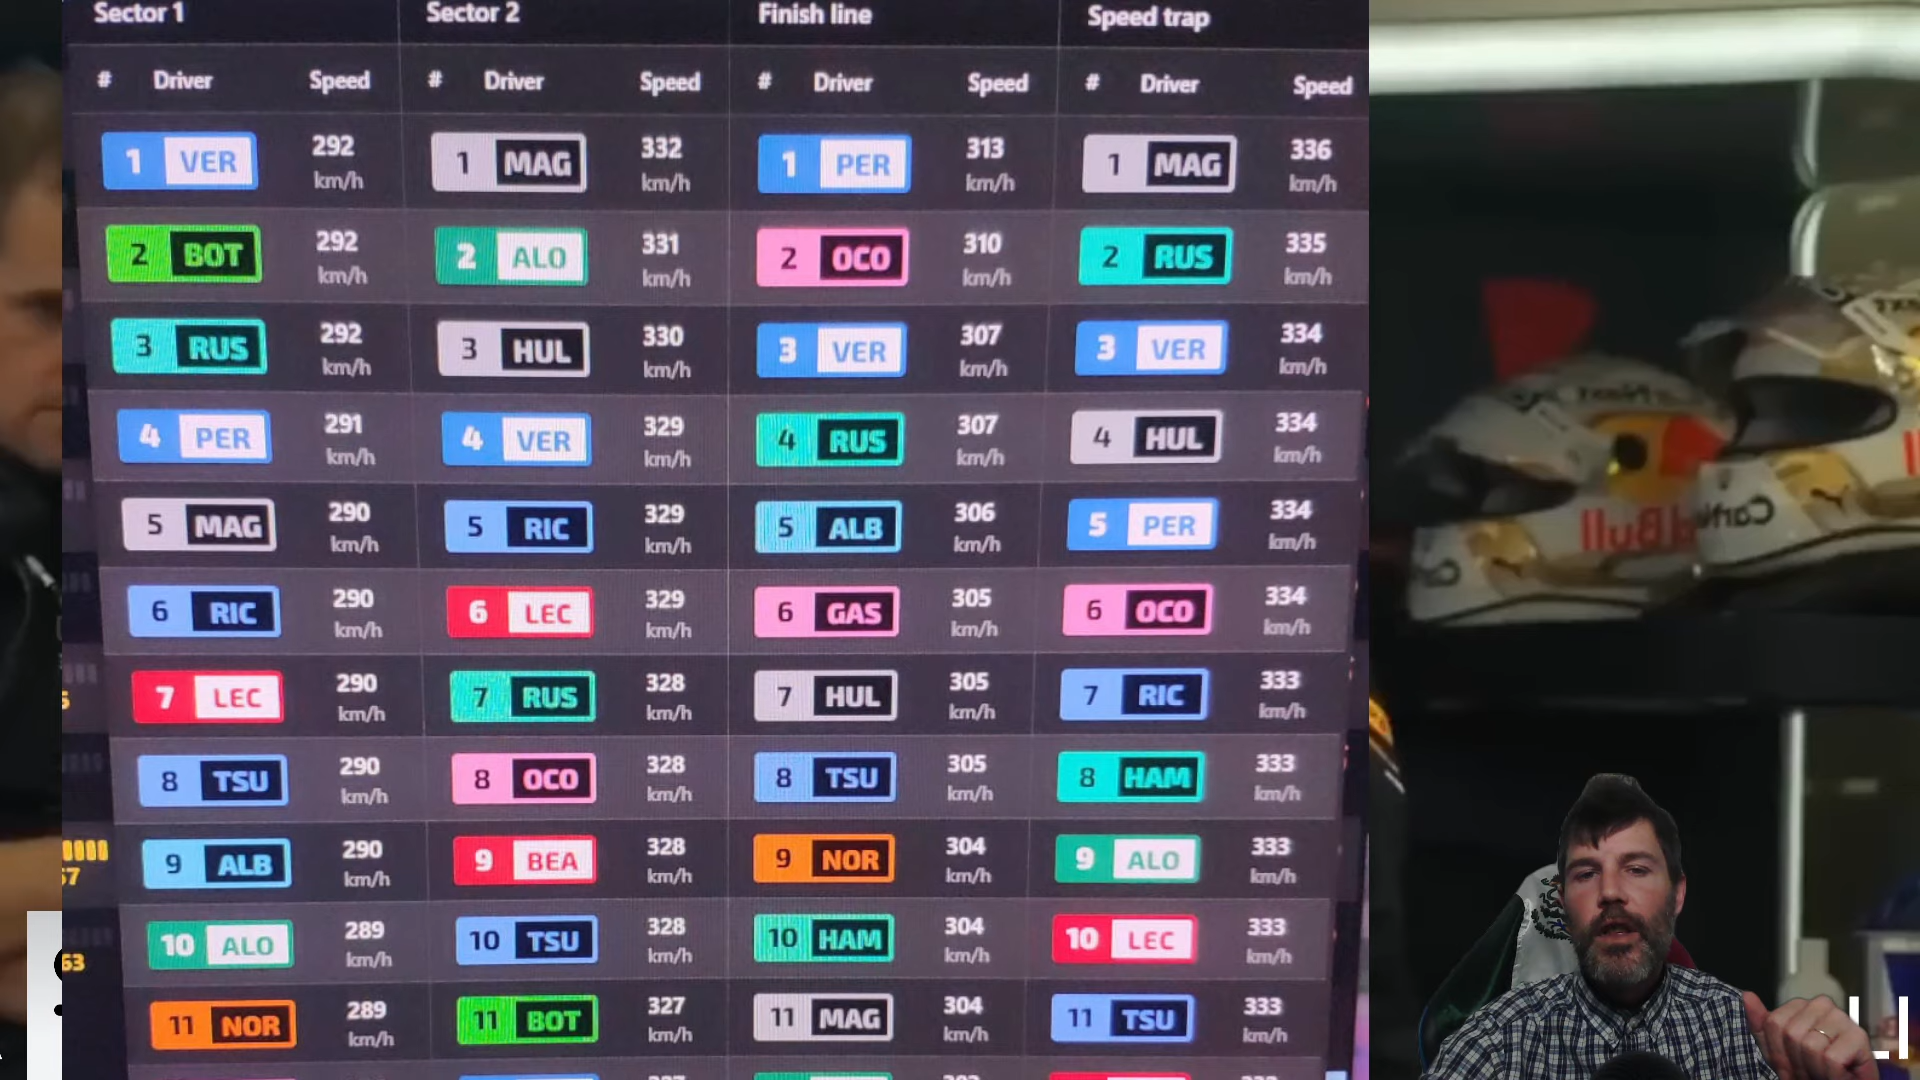 Sector 1 Sector 2 Finish line Speed trap
# Driver Speed # Driver Speed # Driver Speed # Driver Speed
1 VER 292 km/h 1 MAG 332 km/h 1 PER 313 km/h 1 MAG 336 km/h
2 BOT 292 km/h 2 ALO 331 km/h 2 OCO 310 km/h 2 RUS 335 km/h
3 RUS 292 km/h 3 HUL 330 km/h 3 VER 307 km/h 3 VER 334 km/h
4 PER 291 km/h 4 VER 329 km/h 4 RUS 307 km/h 4 HUL 334 km/h
5 MAG 290 km/h 5 RIC 329 km/h 5 ALB 306 km/h 5 PER 334 km/h
6 RIC 290 km/h 6 LEC 329 km/h 6 GAS 305 km/h 6 OCO 334 km/h
7 LEC 290 km/h 7 RUS 328 km/h 7 HUL 305 km/h 7 RIC 333 km/h
8 TSU 290 km/h 8 OCO 328 km/h 8 TSU 305 km/h 8 HAM 333 km/h
9 ALB 290 km/h 9 BEA 328 km/h 9 NOR 304 km/h 9 ALO 333 km/h
10 ALO 289 km/h 10 TSU 328 km/h 10 HAM 304 km/h 10 LEC 333 km/h
11 NOR 289 km/h 11 BOT 327 km/h 11 MAG 304 km/h 11 TSU 333 km/h
63
LI